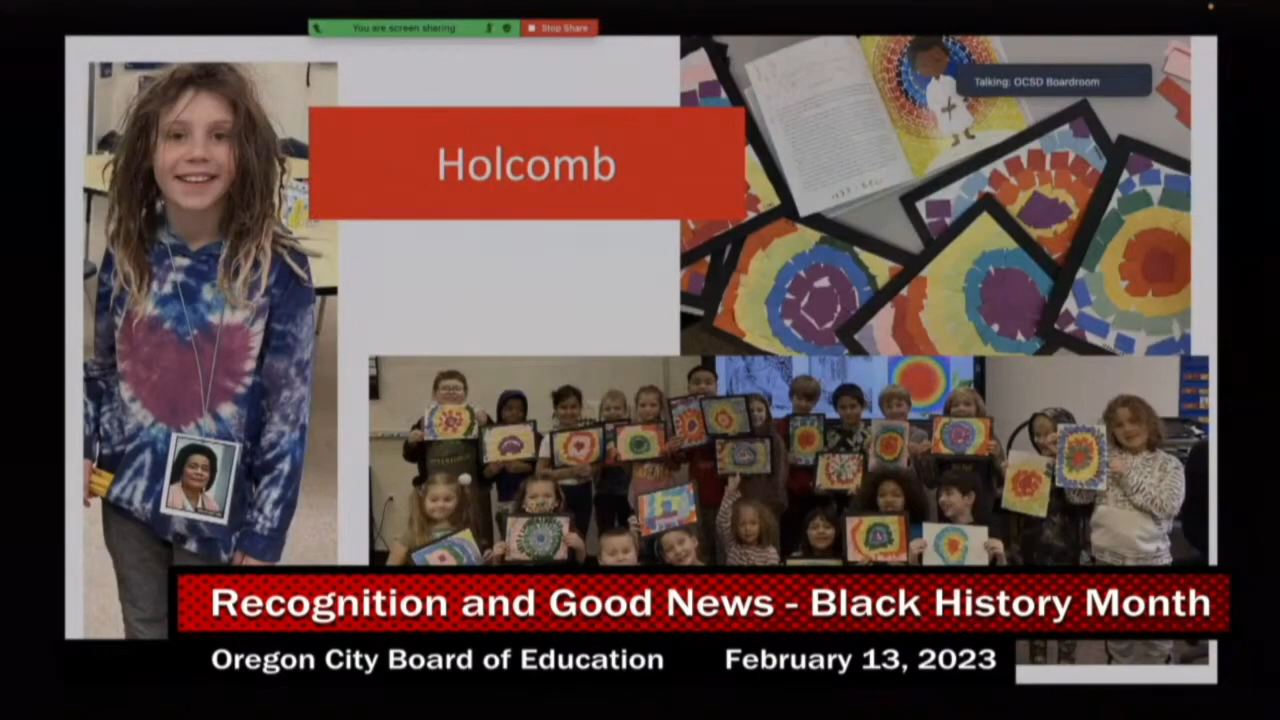 You are screen sharing
Stop Share
Talking: OCSD Boardroom
Holcomb
Recognition and Good News - Black History Month
Oregon City Board of Education
February 13, 2023